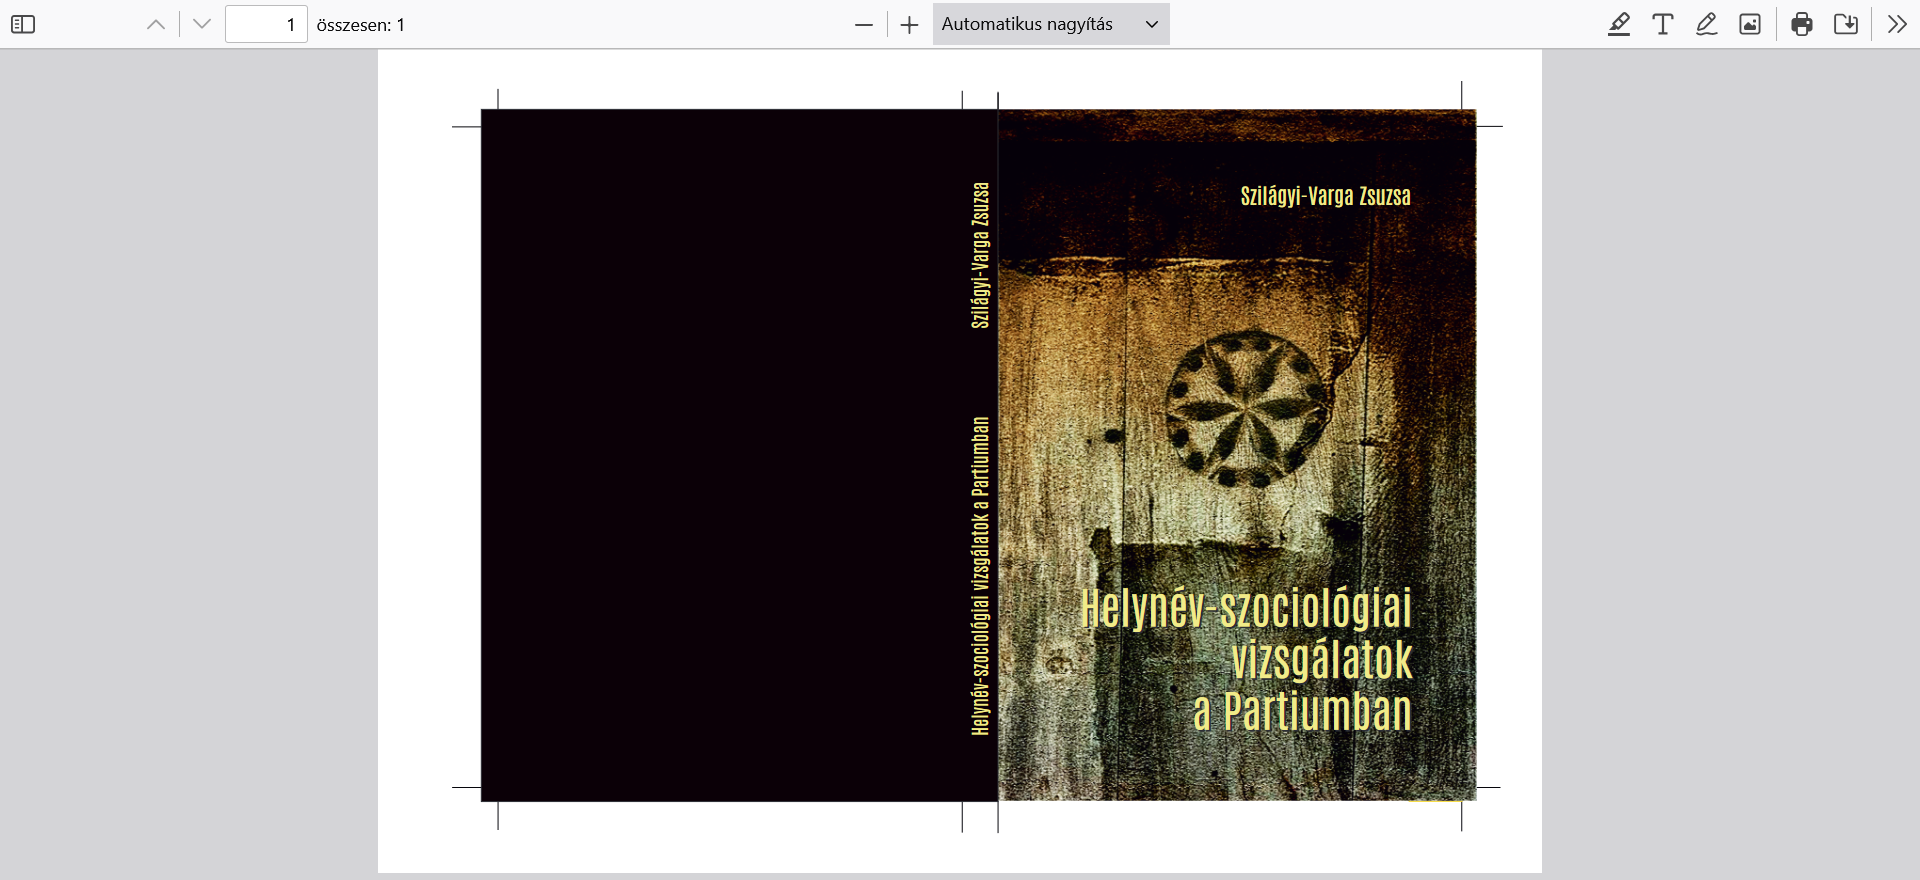 1
összesen: 1
Automatikus nagyítás
Szilágyi-Varga Zsuzsa
Helynév-szociológiai vizsgálatok a Partiumban
Szilágyi-Varga Zsuzsa
Helynév-szociológiai
vizsgálatok
a Partiumban